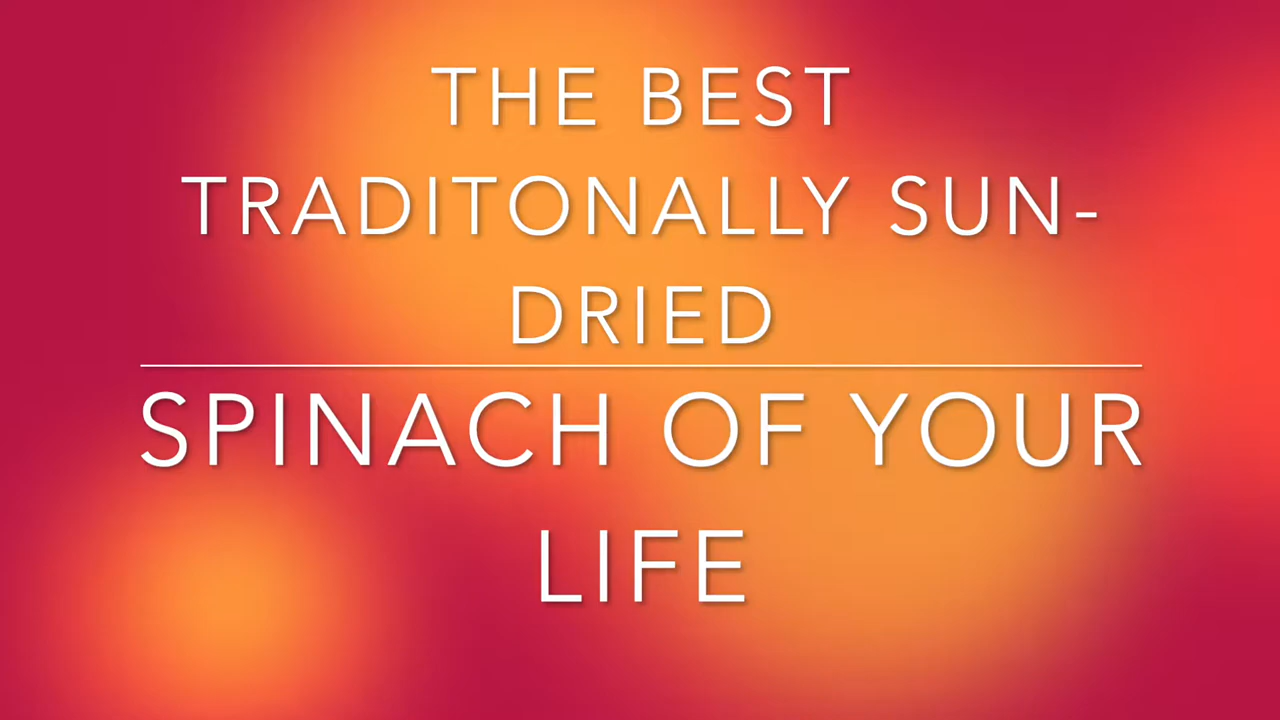 THE BEST
TRADITONALLY SUN-
DRIED
SPINACH OF YOUR
LIFE